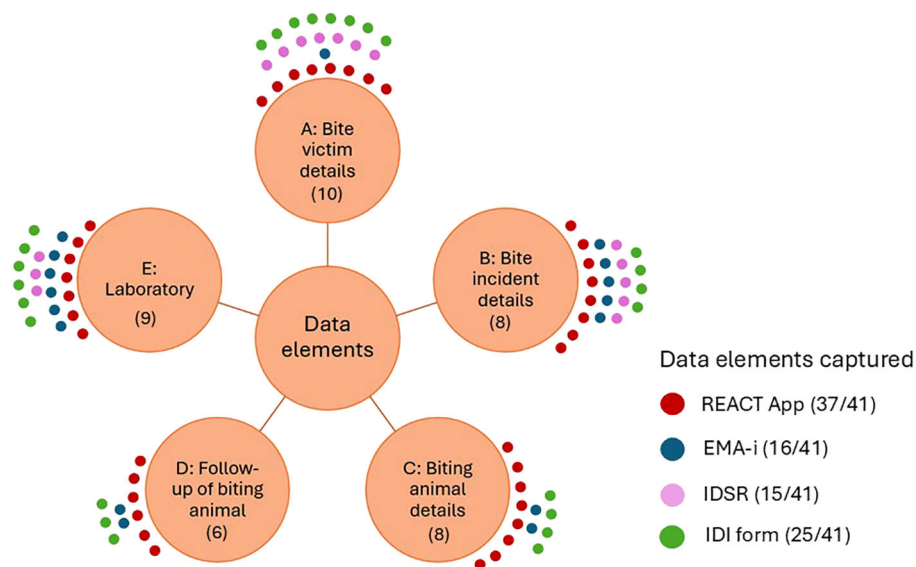 A: Bite
victim
details
(10)
E:
Laboratory
(9)
B: Bite
incident
details
(8)
Data
elements
D: Follow-
up of biting
animal
(6)
C: Biting
animal
details
(8)
Data elements captured
REACT App (37/41)
EMA-i (16/41)
IDSR (15/41)
IDI form (25/41)